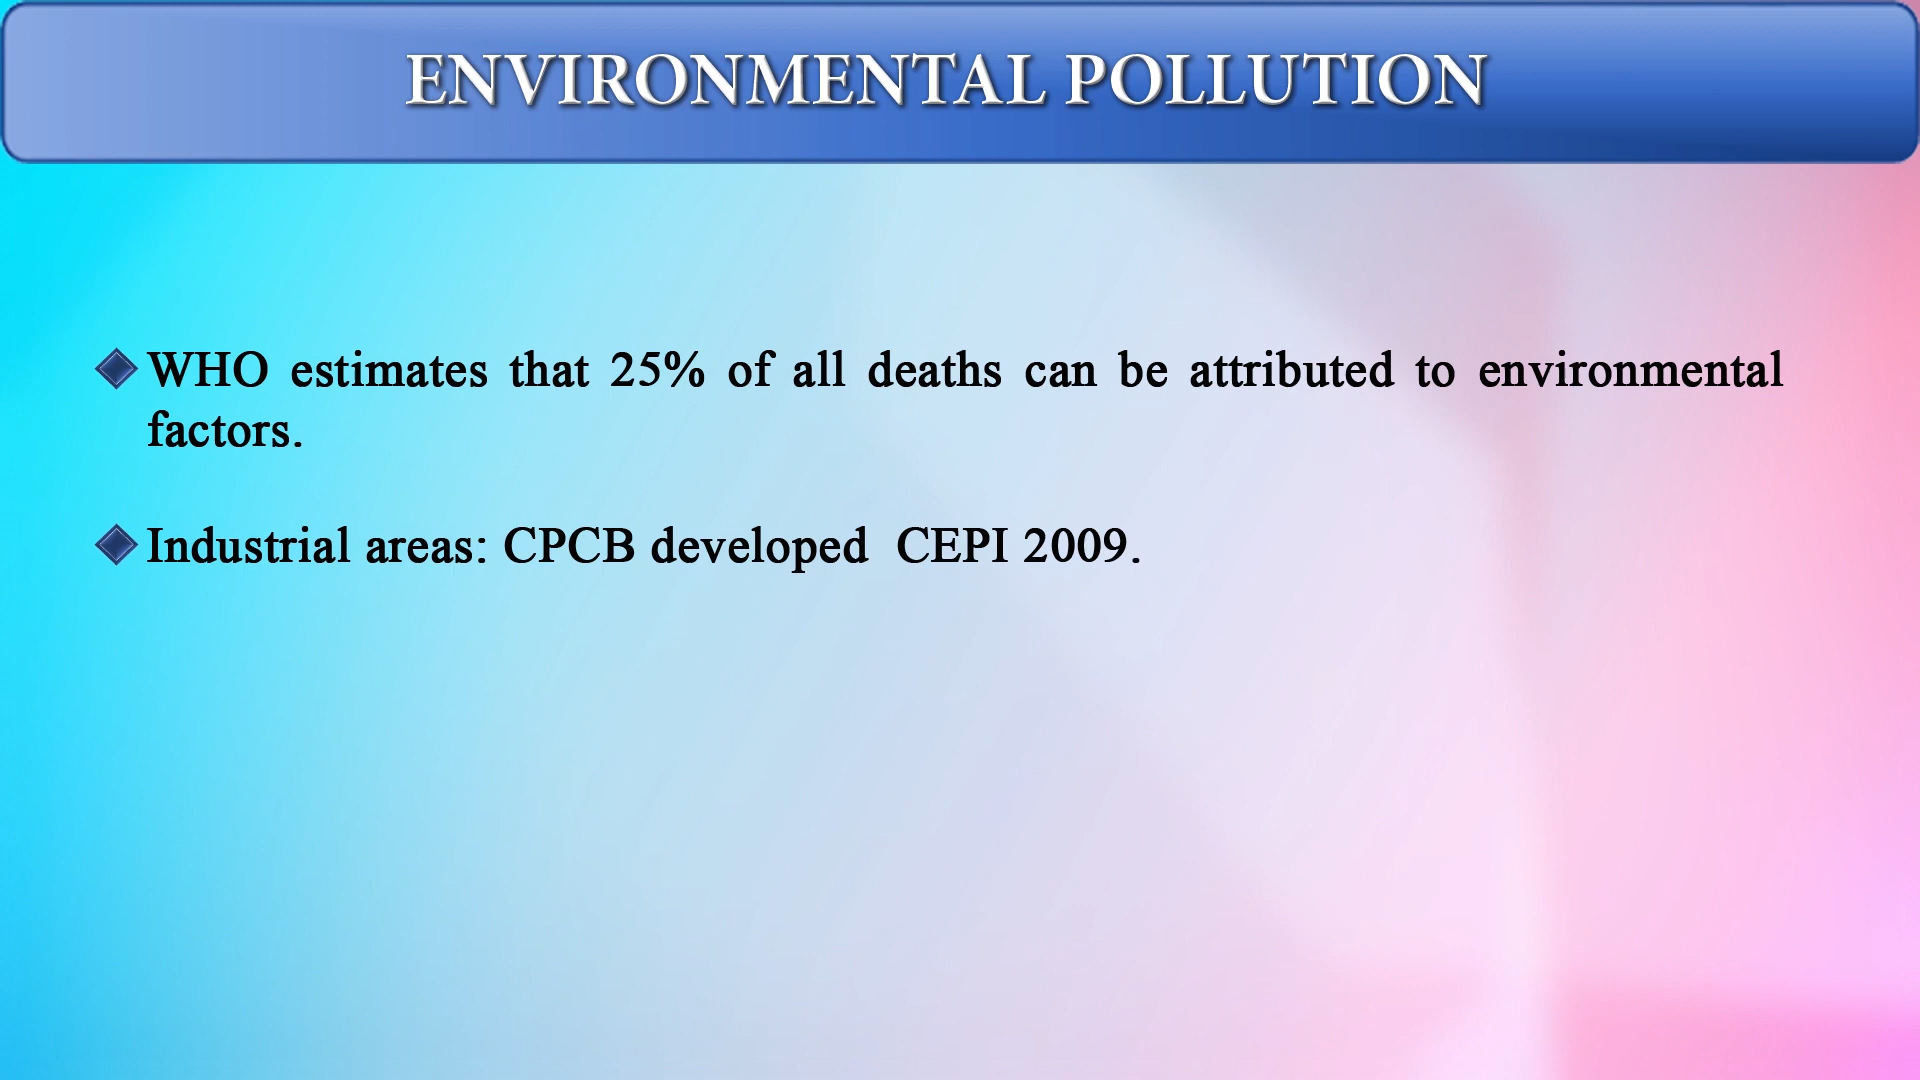 ENVIRONMENTAL POLLUTION
WHO estimates that 25% of all deaths can be attributed to environmental
factors.
Industrial areas: CPCB developed  CEPI 2009.